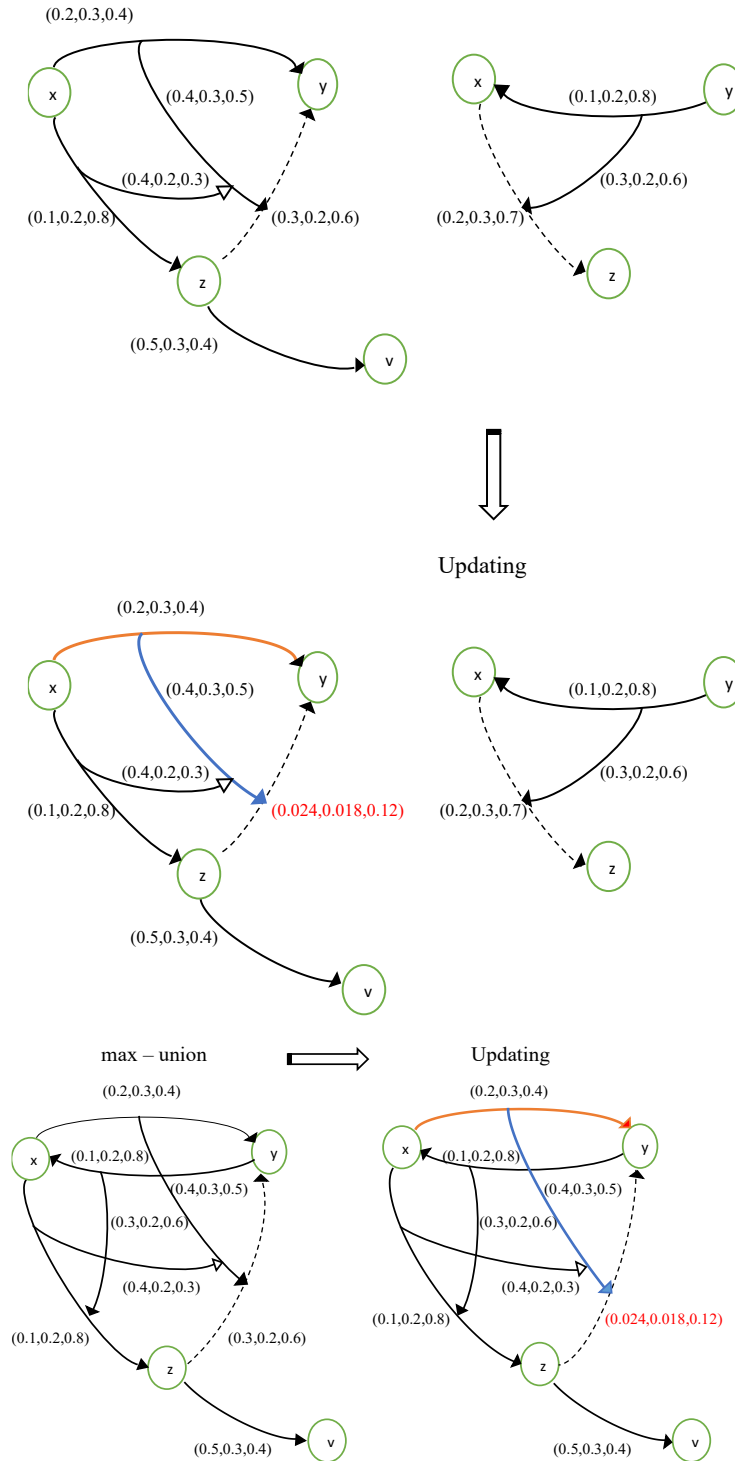 (0.2,0.3,0.4)
x
y
(0.4,0.3,0.5)
(0.4,0.2,0.3)
(0.1,0.2,0.8)
(0.3,0.2,0.6)
z
(0.5,0.3,0.4)
v
x
y
(0.1,0.2,0.8)
(0.3,0.2,0.6)
(0.2,0.3,0.7)
z
Updating
(0.2,0.3,0.4)
x
y
(0.4,0.3,0.5)
(0.4,0.2,0.3)
(0.1,0.2,0.8)
(0.024,0.018,0.12)
z
(0.5,0.3,0.4)
v
x
y
(0.1,0.2,0.8)
(0.3,0.2,0.6)
(0.2,0.3,0.7)
z
max – union
Updating
(0.2,0.3,0.4)
x
y
(0.1,0.2,0.8)
(0.4,0.3,0.5)
(0.3,0.2,0.6)
(0.4,0.2,0.3)
(0.1,0.2,0.8)
(0.3,0.2,0.6)
z
(0.5,0.3,0.4)
v
(0.2,0.3,0.4)
x
y
(0.1,0.2,0.8)
(0.4,0.3,0.5)
(0.3,0.2,0.6)
(0.4,0.2,0.3)
(0.1,0.2,0.8)
(0.024,0.018,0.12)
z
(0.5,0.3,0.4)
v